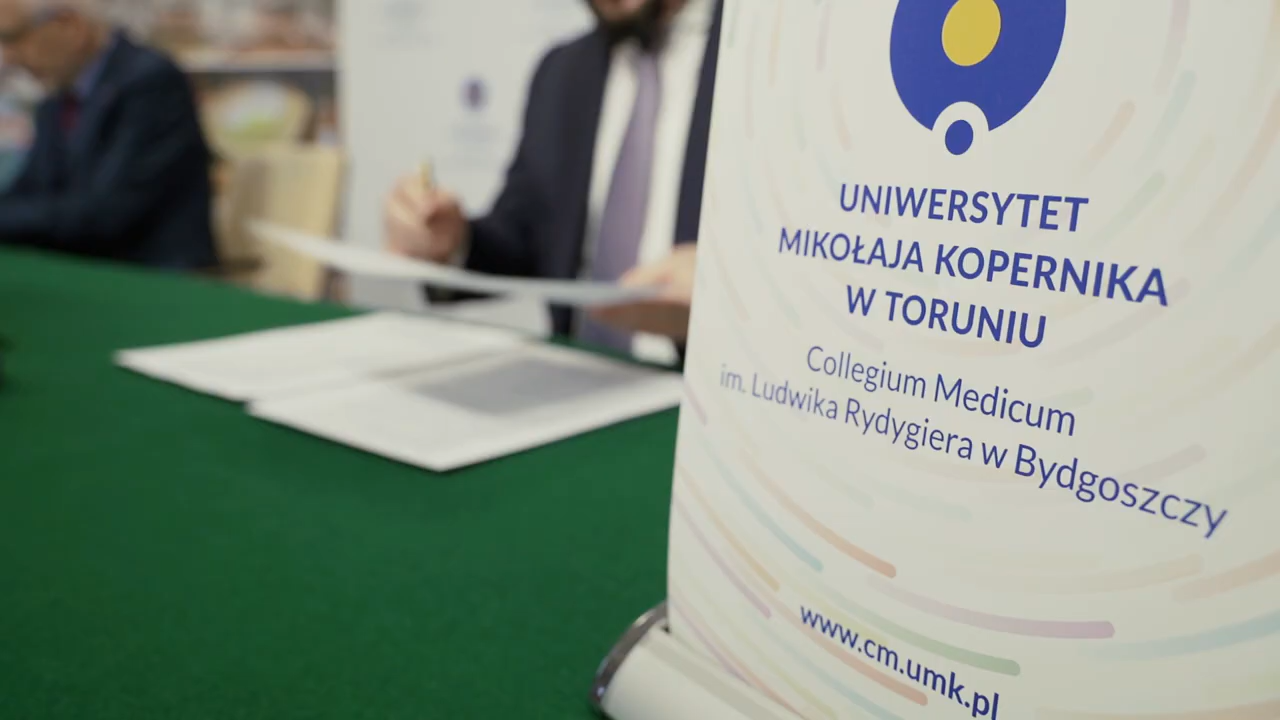 UNIWERSYTET
MIKOŁAJA KOPERNIKA
W TORUNIU
Collegium Medicum
im. Ludwika Rydygiera w Bydgoszczy
www.cm.umk.pl